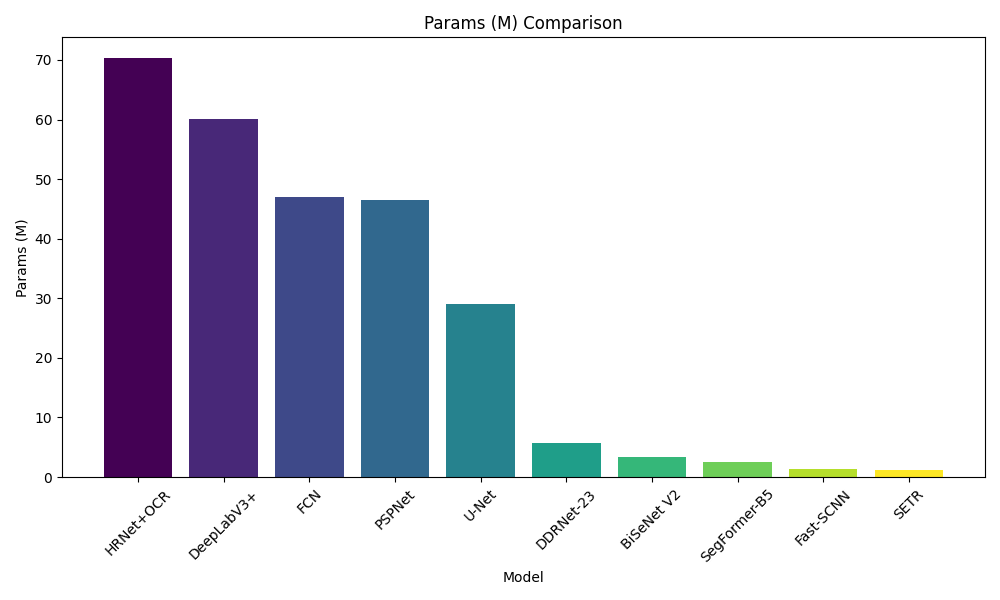 Params (M) Comparison
Params (M)
70
60
50
40
30
20
10
0
HRNet+OCR
DeepLabV3+
FCN
PSPNet
U-Net
DDRNet-23
BiSeNet V2
SegFormer-B5
Fast-SCNN
SETR
Model